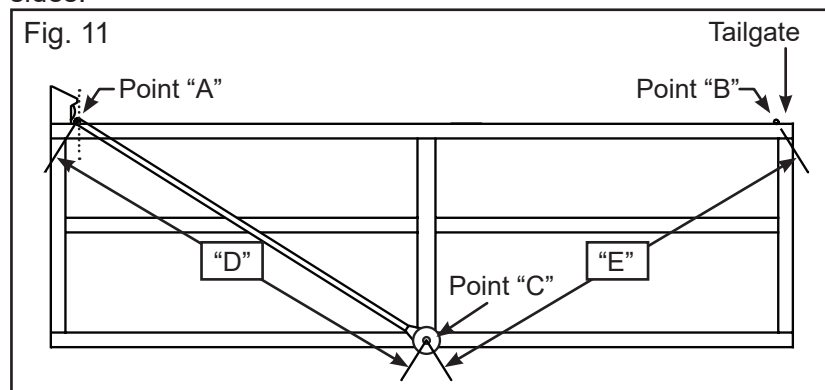 sides.
Fig. 11
Tailgate
Point “A”
Point “B”
“D”
“E”
Point “C”